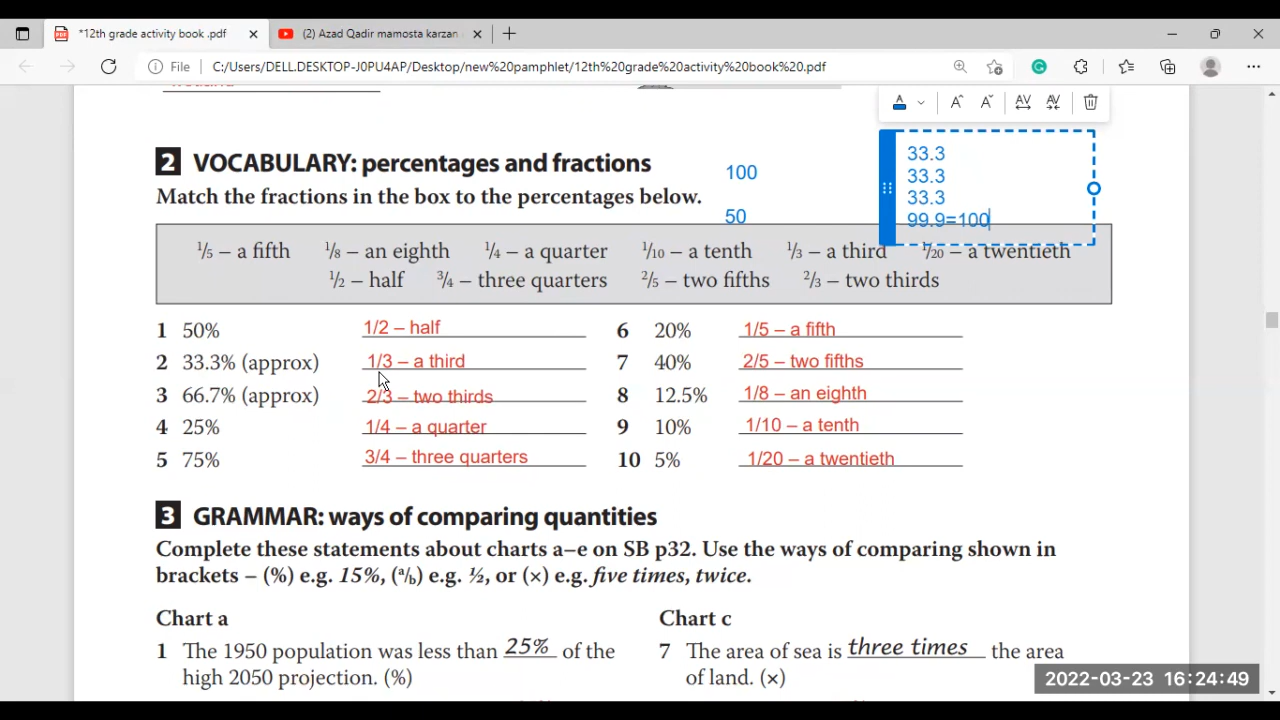 *12th grade activity book .pdf
(2) Azad Qadir mamosta karzan
File
C:/Users/DELL.DESKTOP-J0PU4AP/Desktop/new%20pamphlet/12th%20grade%20activity%20book%20.pdf
2 VOCABULARY: percentages and fractions
Match the fractions in the box to the percentages below.
100
50
33.3
33.3
33.3
99.9=100
1/5 – a fifth 1/8 – an eighth 1/4 – a quarter 1/10 – a tenth 1/3 – a third 1/20 – a twentieth
1/2 – half 3/4 – three quarters 2/5 – two fifths 2/3 – two thirds
1 50% 1/2 – half
2 33.3% (approx) 1/3 – a third
3 66.7% (approx) 2/3 – two thirds
4 25% 1/4 – a quarter
5 75% 3/4 – three quarters
6 20% 1/5 – a fifth
7 40% 2/5 – two fifths
8 12.5% 1/8 – an eighth
9 10% 1/10 – a tenth
10 5% 1/20 – a twentieth
3 GRAMMAR: ways of comparing quantities
Complete these statements about charts a–e on SB p32. Use the ways of comparing shown in
brackets – (%) e.g. 15%, (a/b) e.g. ½, or (×) e.g. five times, twice.
Chart a
1 The 1950 population was less than 25% of the
high 2050 projection. (%)
Chart c
7 The area of sea is three times the area
of land. (×)
2022-03-23 16:24:49